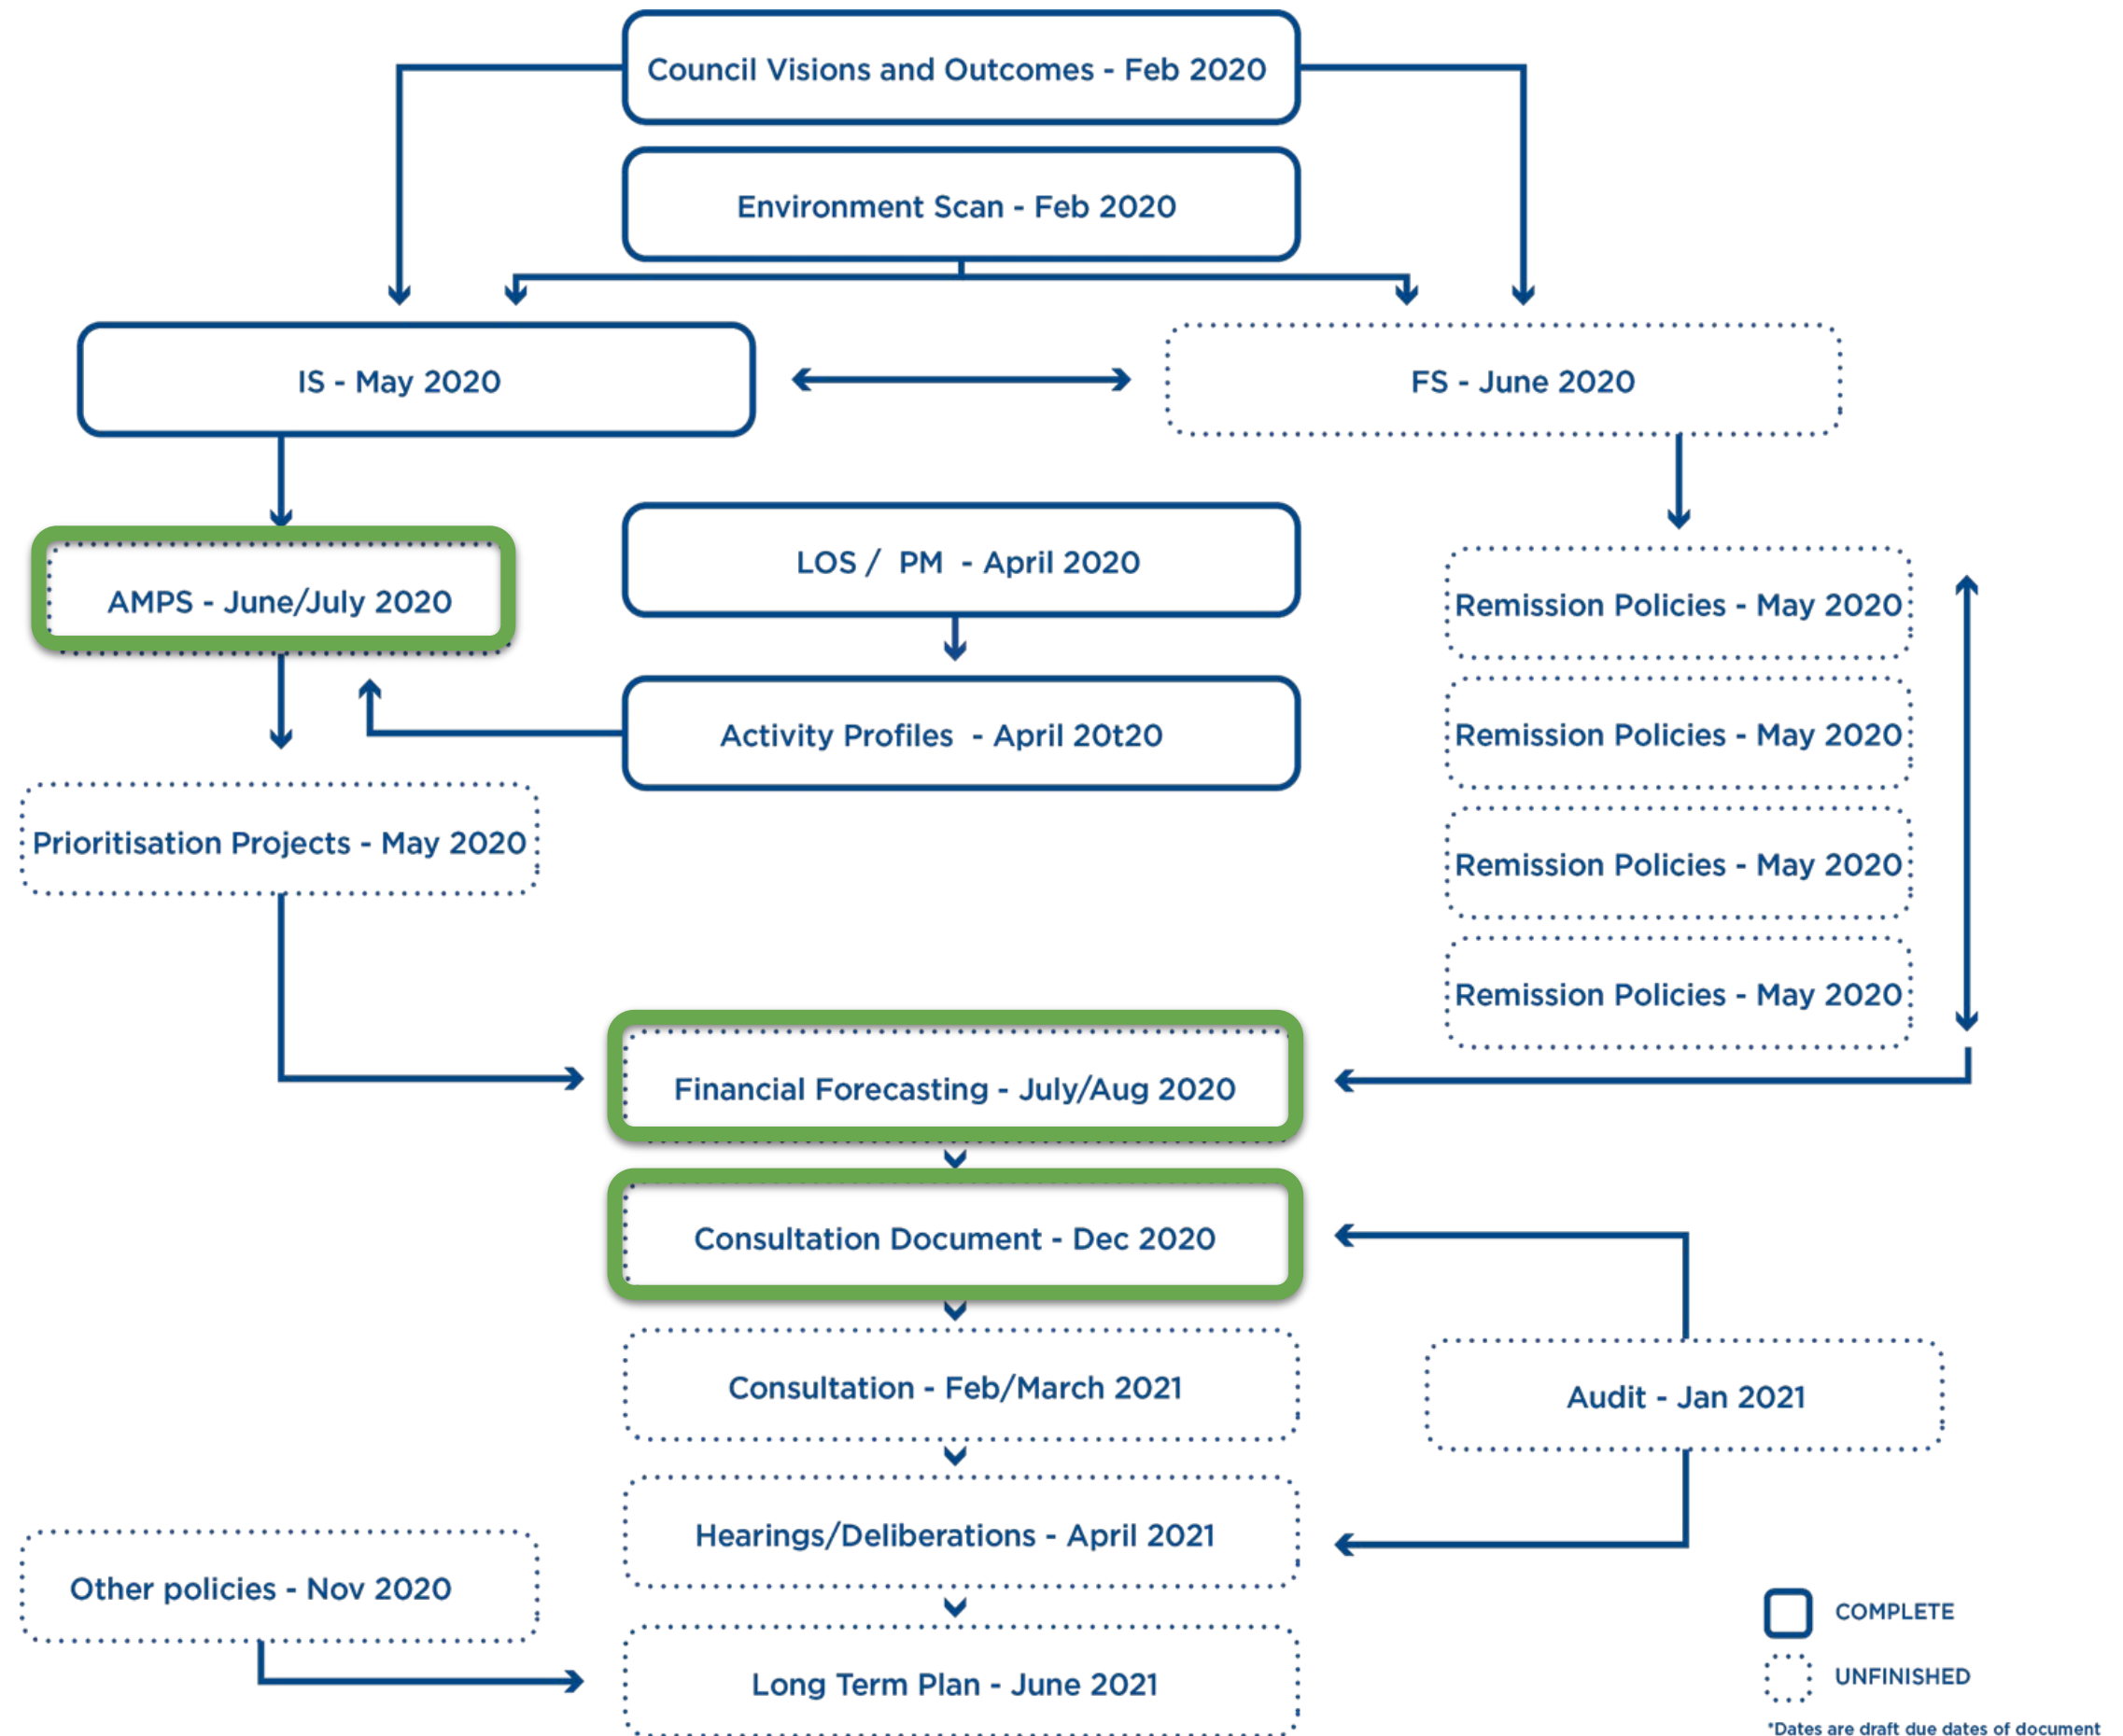 Council Visions and Outcomes - Feb 2020
Environment Scan - Feb 2020
IS - May 2020
FS - June 2020
LOS / PM - April 2020
AMPS - June/July 2020
Remission Policies - May 2020
Activity Profiles - April 20t20
Remission Policies - May 2020
Prioritisation Projects - May 2020
Remission Policies - May 2020
Remission Policies - May 2020
Financial Forecasting - July/Aug 2020
Consultation Document - Dec 2020
Consultation - Feb/March 2021
Audit - Jan 2021
Hearings/Deliberations - April 2021
Other policies - Nov 2020
Long Term Plan - June 2021
COMPLETE
UNFINISHED
*Dates are draft due dates of document